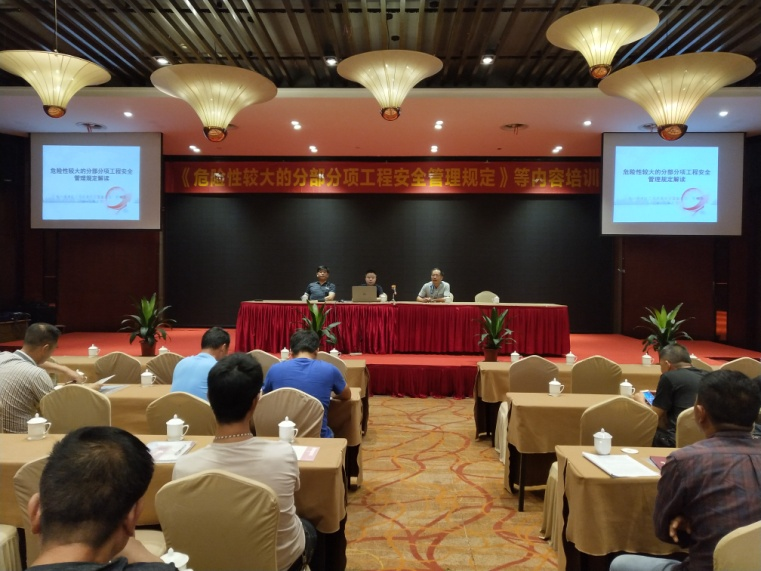 危险性较大的分部分项工程安全
管理规定解读
《危险性较大的分部分项工程安全管理规定》等内容培训
危险性较大的分部分项工程安全
管理规定解读